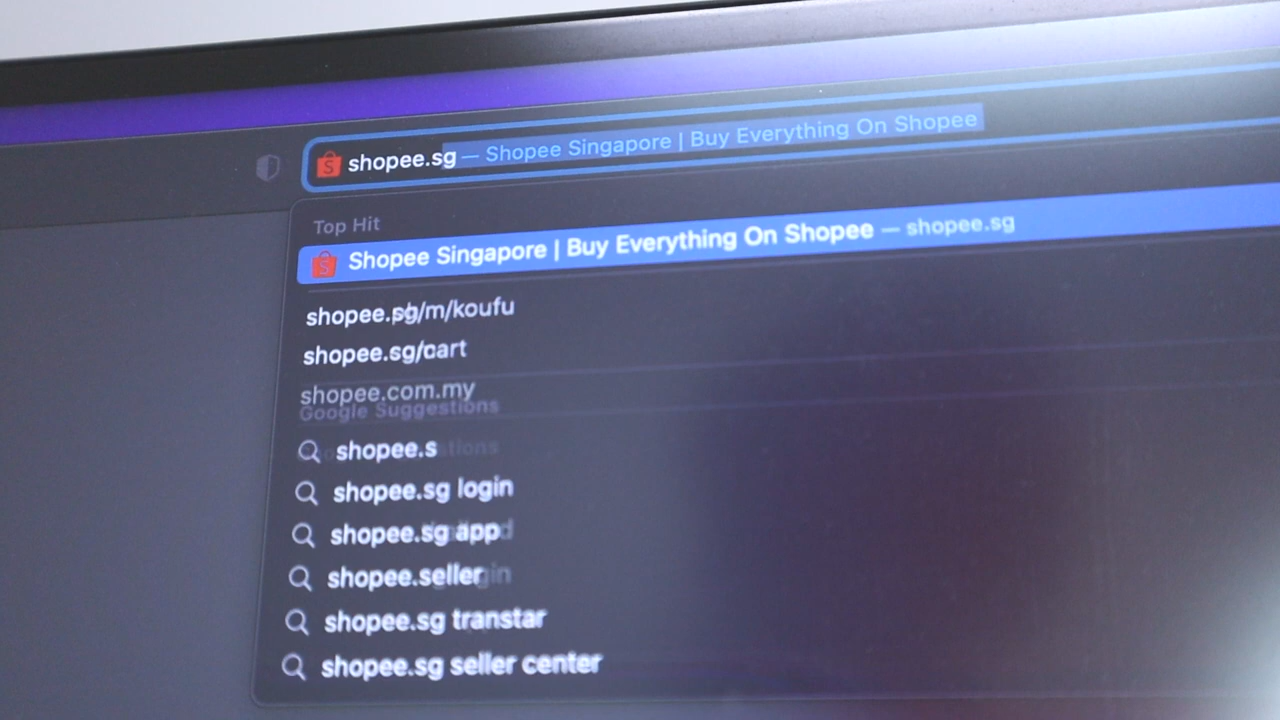 shopee.sg — Shopee Singapore | Buy Everything On Shopee
Top Hit
Shopee Singapore | Buy Everything On Shopee — shopee.sg
shopee.sg/m/koufu
shopee.sg/cart
shopee.com.my
Google Suggestions
shopee.s
shopee.sg login
shopee.sg app
shopee.seller
shopee.sg transtar
shopee.sg seller center